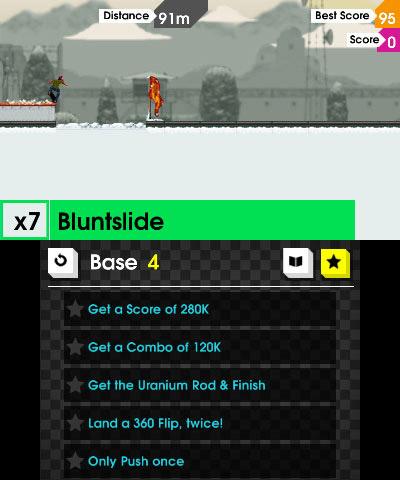 Distance 91m Best Score 95
Score 0
x7 Bluntslide
Base 4
Get a Score of 280K
Get a Combo of 120K
Get the Uranium Rod & Finish
Land a 360 Flip, twice!
Only Push once